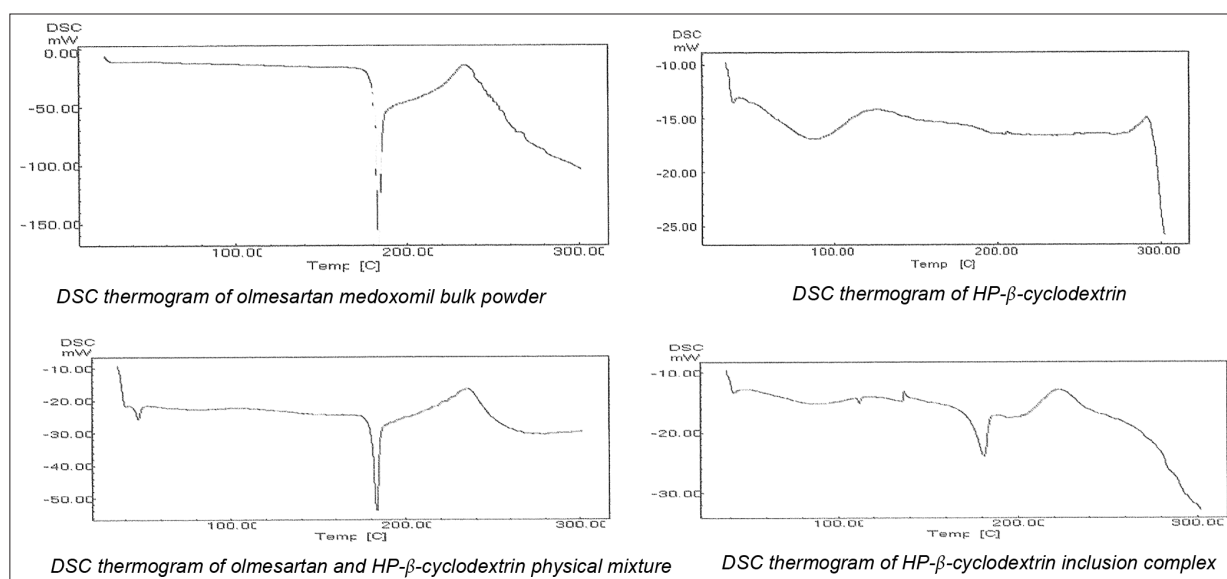 DSC
mW
0.00
-50.00
-100.00
-150.00
100.00 200.00 300.00
Temp [C]
DSC thermogram of olmesartan medoxomil bulk powder
DSC
mW
-10.00
-15.00
-20.00
-25.00
100.00 200.00 300.00
Temp [C]
DSC thermogram of HP-β-cyclodextrin
DSC
mW
-10.00
-20.00
-30.00
-40.00
-50.00
100.00 200.00 300.00
Temp [C]
DSC thermogram of olmesartan and HP-β-cyclodextrin physical mixture
DSC
mW
-10.00
-20.00
-30.00
100.00 200.00 300.00
Temp [C]
DSC thermogram of HP-β-cyclodextrin inclusion complex